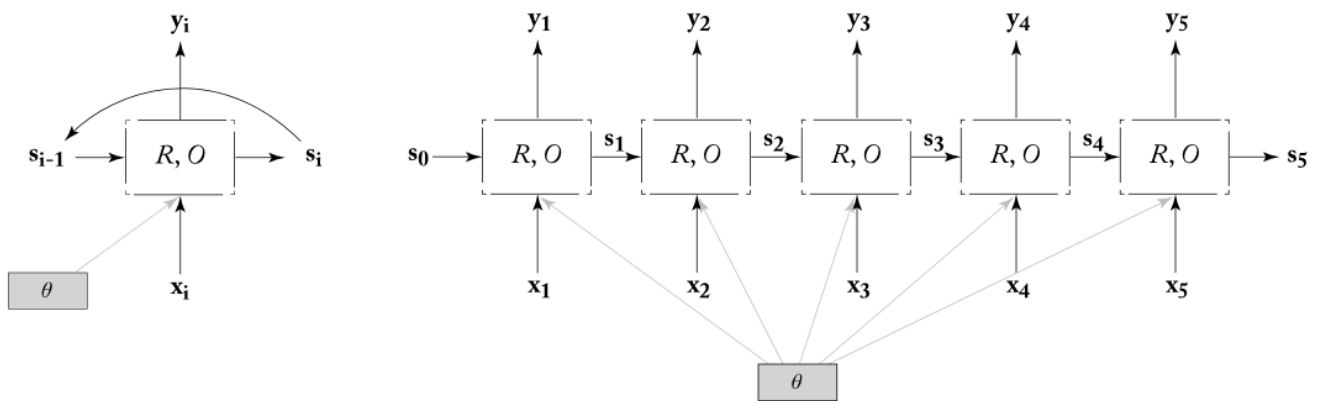 yi y1 y2 y3 y4 y5
si-1 R, O si s0 R, O s1 R, O s2 R, O s3 R, O s4 R, O s5
θ xi x1 x2 x3 x4 x5
θ